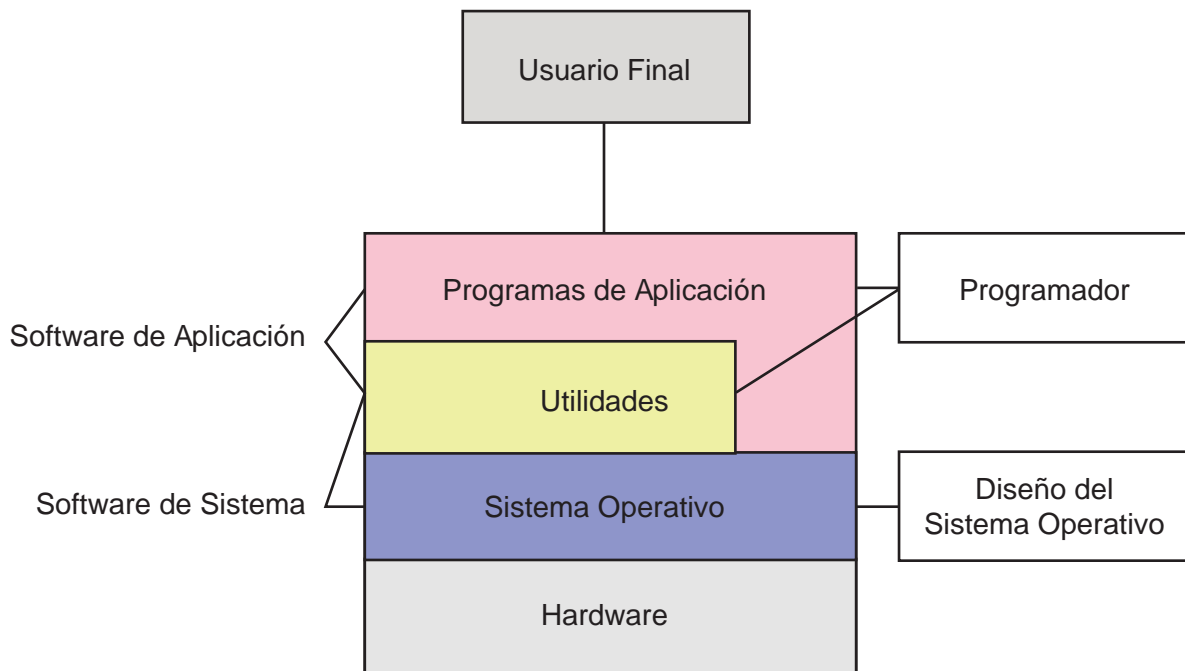 Usuario Final
Programas de Aplicación
Programador
Software de Aplicación
Utilidades
Software de Sistema
Sistema Operativo
Diseño del
Sistema Operativo
Hardware